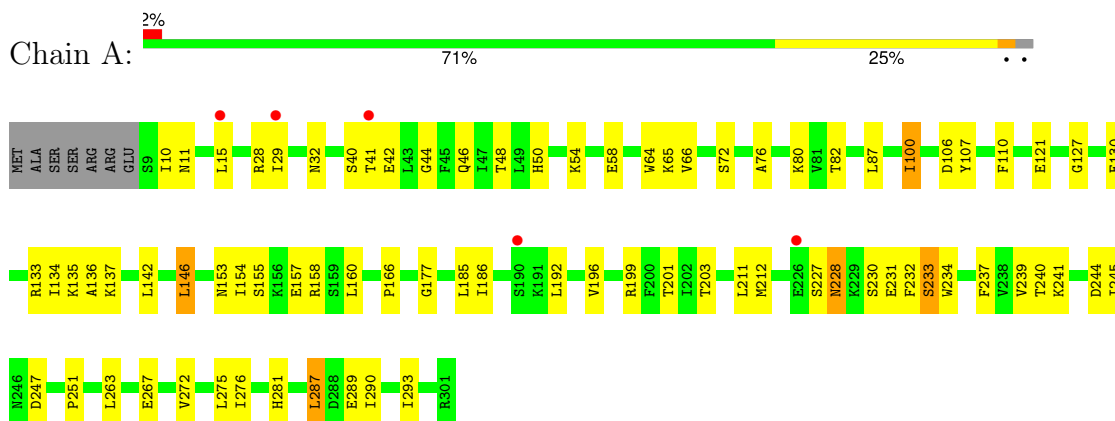 2%
Chain A:
71% 25% • •
MET ALA SER SER ARG ARG GLU S9 I10 N11 L15 R28 I29 N32 S40 T41 E42 L43 G44 F45 Q46 I47 T48 L49 H50 K54 E58 W64 K65 V66 S72 A76 K80 V81 T82 L87 I100 D106 Y107 F110 E121 G127 E130
R133 I134 K135 A136 K137 L142 L146 N153 I154 S155 K156 E157 R158 S159 L160 P166 G177 L185 I186 S190 K191 L192 V196 R199 F200 T201 I202 T203 L211 M212 E226 S227 N228 K229 S230 E231 F232 S233 W234 F237 V238 V239 T240 K241 D244 I245
N246 D247 P251 L263 E267 V272 L275 I276 H281 L287 D288 E289 I290 I293 R301